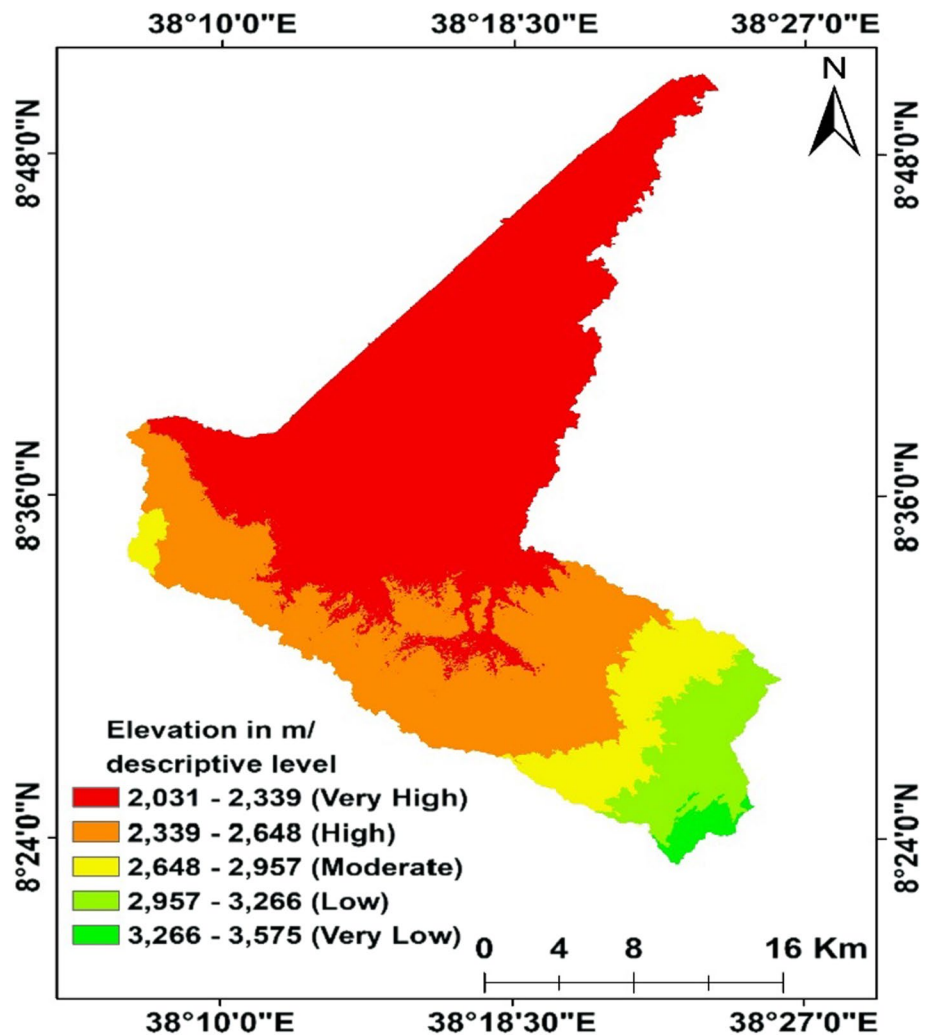 38°10'0"E 38°18'30"E 38°27'0"E
N
8°48'0"N 8°48'0"N
8°36'0"N 8°36'0"N
8°24'0"N 8°24'0"N
Elevation in m/
descriptive level
2,031 - 2,339 (Very High)
2,339 - 2,648 (High)
2,648 - 2,957 (Moderate)
2,957 - 3,266 (Low)
3,266 - 3,575 (Very Low)
0 4 8 16 Km
38°10'0"E 38°18'30"E 38°27'0"E